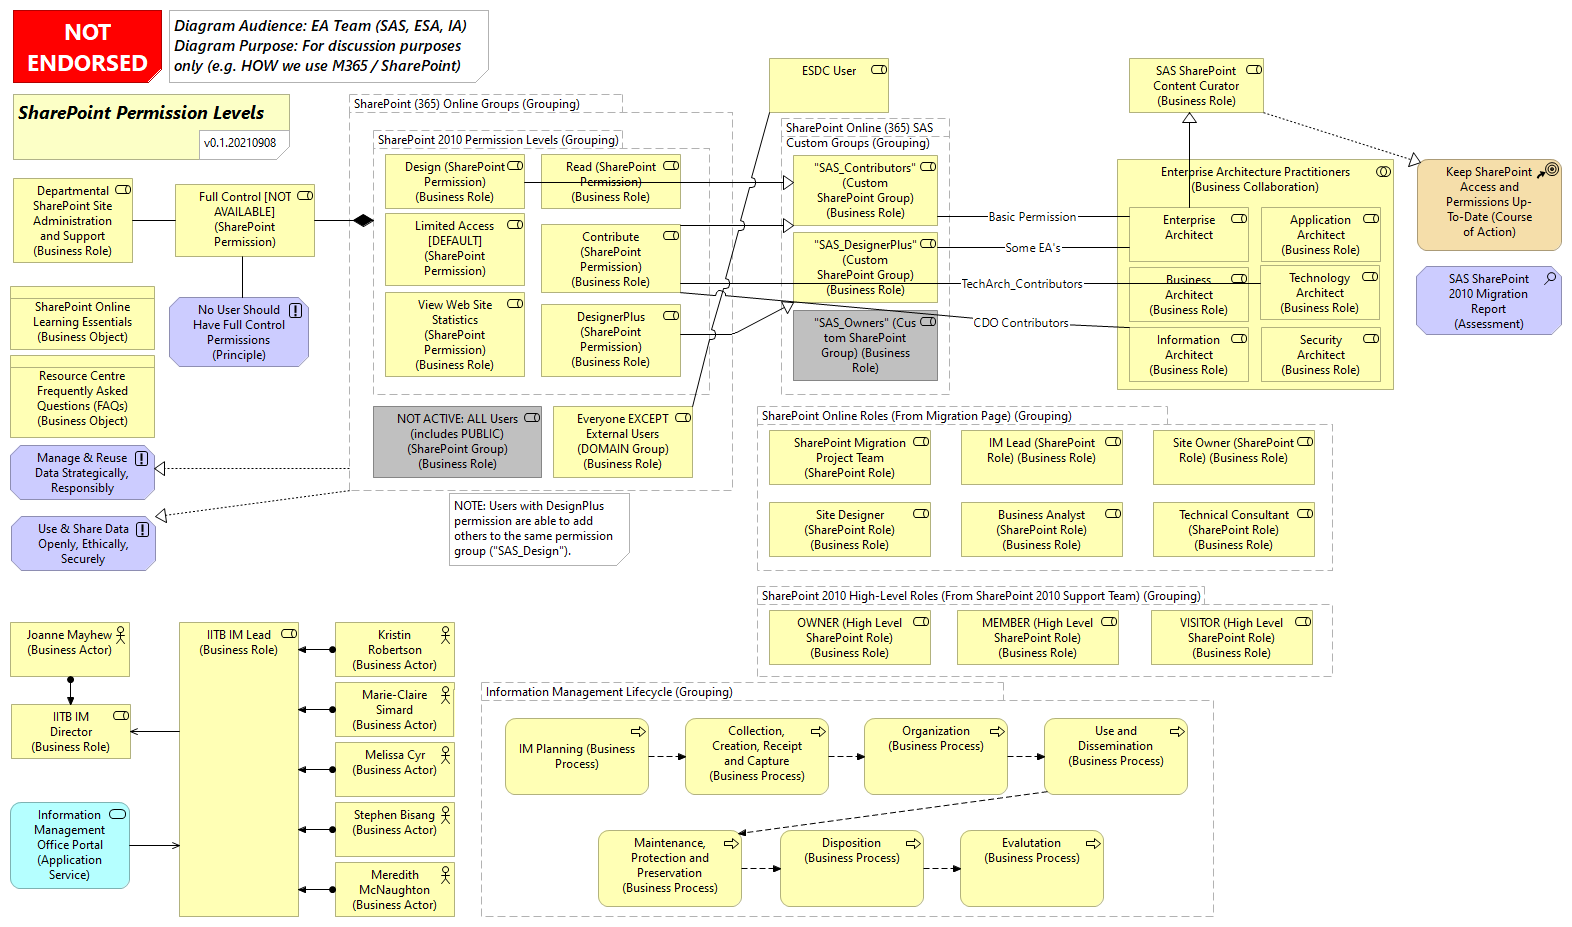 NOT
ENDORSED
Diagram Audience: EA Team (SAS, ESA, IA)
Diagram Purpose: For discussion purposes
only (e.g. HOW we use M365 / SharePoint)
SharePoint Permission Levels
v0.1.20210908
Departmental
SharePoint Site
Administration
and Support
(Business Role)
Full Control [NOT
AVAILABLE]
(SharePoint
Permission)
No User Should
Have Full Control
Permissions
(Principle)
SharePoint Online
Learning Essentials
(Business Object)
Resource Centre
Frequently Asked
Questions (FAQs)
(Business Object)
Manage & Reuse
Data Strategically,
Responsibly
Use & Share Data
Openly, Ethically,
Securely
SharePoint (365) Online Groups (Grouping)
SharePoint 2010 Permission Levels (Grouping)
Design (SharePoint
Permission)
(Business Role)
Read (SharePoint
Permission)
(Business Role)
Limited Access
[DEFAULT]
(SharePoint
Permission)
Contribute
(SharePoint
Permission)
(Business Role)
View Web Site
Statistics
(SharePoint
Permission)
(Business Role)
DesignerPlus
(SharePoint
Permission)
(Business Role)
NOT ACTIVE: ALL Users
(includes PUBLIC)
(SharePoint Group)
(Business Role)
Everyone EXCEPT
External Users
(DOMAIN Group)
(Business Role)
NOTE: Users with DesignPlus
permission are able to add
others to the same permission
group ("SAS_Design").
ESDC User
SharePoint Online (365) SAS
Custom Groups (Grouping)
"SAS_Contributors"
(Custom
SharePoint Group)
(Business Role)
"SAS_DesignerPlus"
(Custom
SharePoint Group)
(Business Role)
"SAS_Owners" (Cus
tom SharePoint
Group) (Business
Role)
Basic Permission
Some EA's
TechArch_Contributors
CDO Contributors
SAS SharePoint
Content Curator
(Business Role)
Enterprise Architecture Practitioners
(Business Collaboration)
Enterprise
Architect
Application
Architect
(Business Role)
Business
Architect
(Business Role)
Technology
Architect
(Business Role)
Information
Architect
(Business Role)
Security
Architect
(Business Role)
Keep SharePoint
Access and
Permissions Up-
To-Date (Course
of Action)
SAS SharePoint
2010 Migration
Report
(Assessment)
SharePoint Online Roles (From Migration Page) (Grouping)
SharePoint Migration
Project Team
(SharePoint Role)
IM Lead (SharePoint
Role) (Business Role)
Site Owner (SharePoint
Role) (Business Role)
Site Designer
(SharePoint Role)
(Business Role)
Business Analyst
(SharePoint Role)
(Business Role)
Technical Consultant
(SharePoint Role)
(Business Role)
SharePoint 2010 High-Level Roles (From SharePoint 2010 Support Team) (Grouping)
OWNER (High Level
SharePoint Role)
(Business Role)
MEMBER (High Level
SharePoint Role)
(Business Role)
VISITOR (High Level
SharePoint Role)
(Business Role)
Joanne Mayhew
(Business Actor)
IITB IM
Director
(Business Role)
Information
Management
Office Portal
(Application
Service)
IITB IM Lead
(Business Role)
Kristin
Robertson
(Business Actor)
Marie-Claire
Simard
(Business Actor)
Melissa Cyr
(Business Actor)
Stephen Bisang
(Business Actor)
Meredith
McNaughton
(Business Actor)
Information Management Lifecycle (Grouping)
IM Planning (Business
Process)
Collection,
Creation, Receipt
and Capture
(Business Process)
Organization
(Business Process)
Use and
Dissemination
(Business Process)
Maintenance,
Protection and
Preservation
(Business Process)
Disposition
(Business Process)
Evalutation
(Business Process)